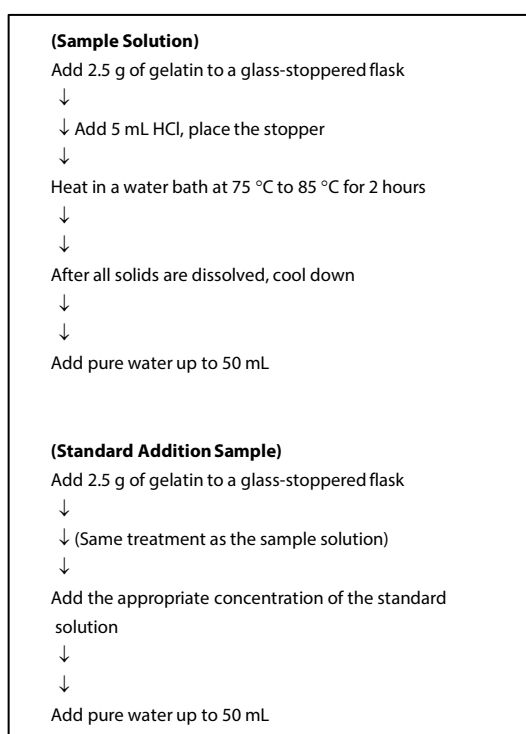 (Sample Solution)
Add 2.5 g of gelatin to a glass-stoppered flask
↓
↓ Add 5 mL HCl, place the stopper
↓
Heat in a water bath at 75 °C to 85 °C for 2 hours
↓
↓
After all solids are dissolved, cool down
↓
↓
Add pure water up to 50 mL
(Standard Addition Sample)
Add 2.5 g of gelatin to a glass-stoppered flask
↓
↓ (Same treatment as the sample solution)
↓
Add the appropriate concentration of the standard
solution
↓
↓
Add pure water up to 50 mL